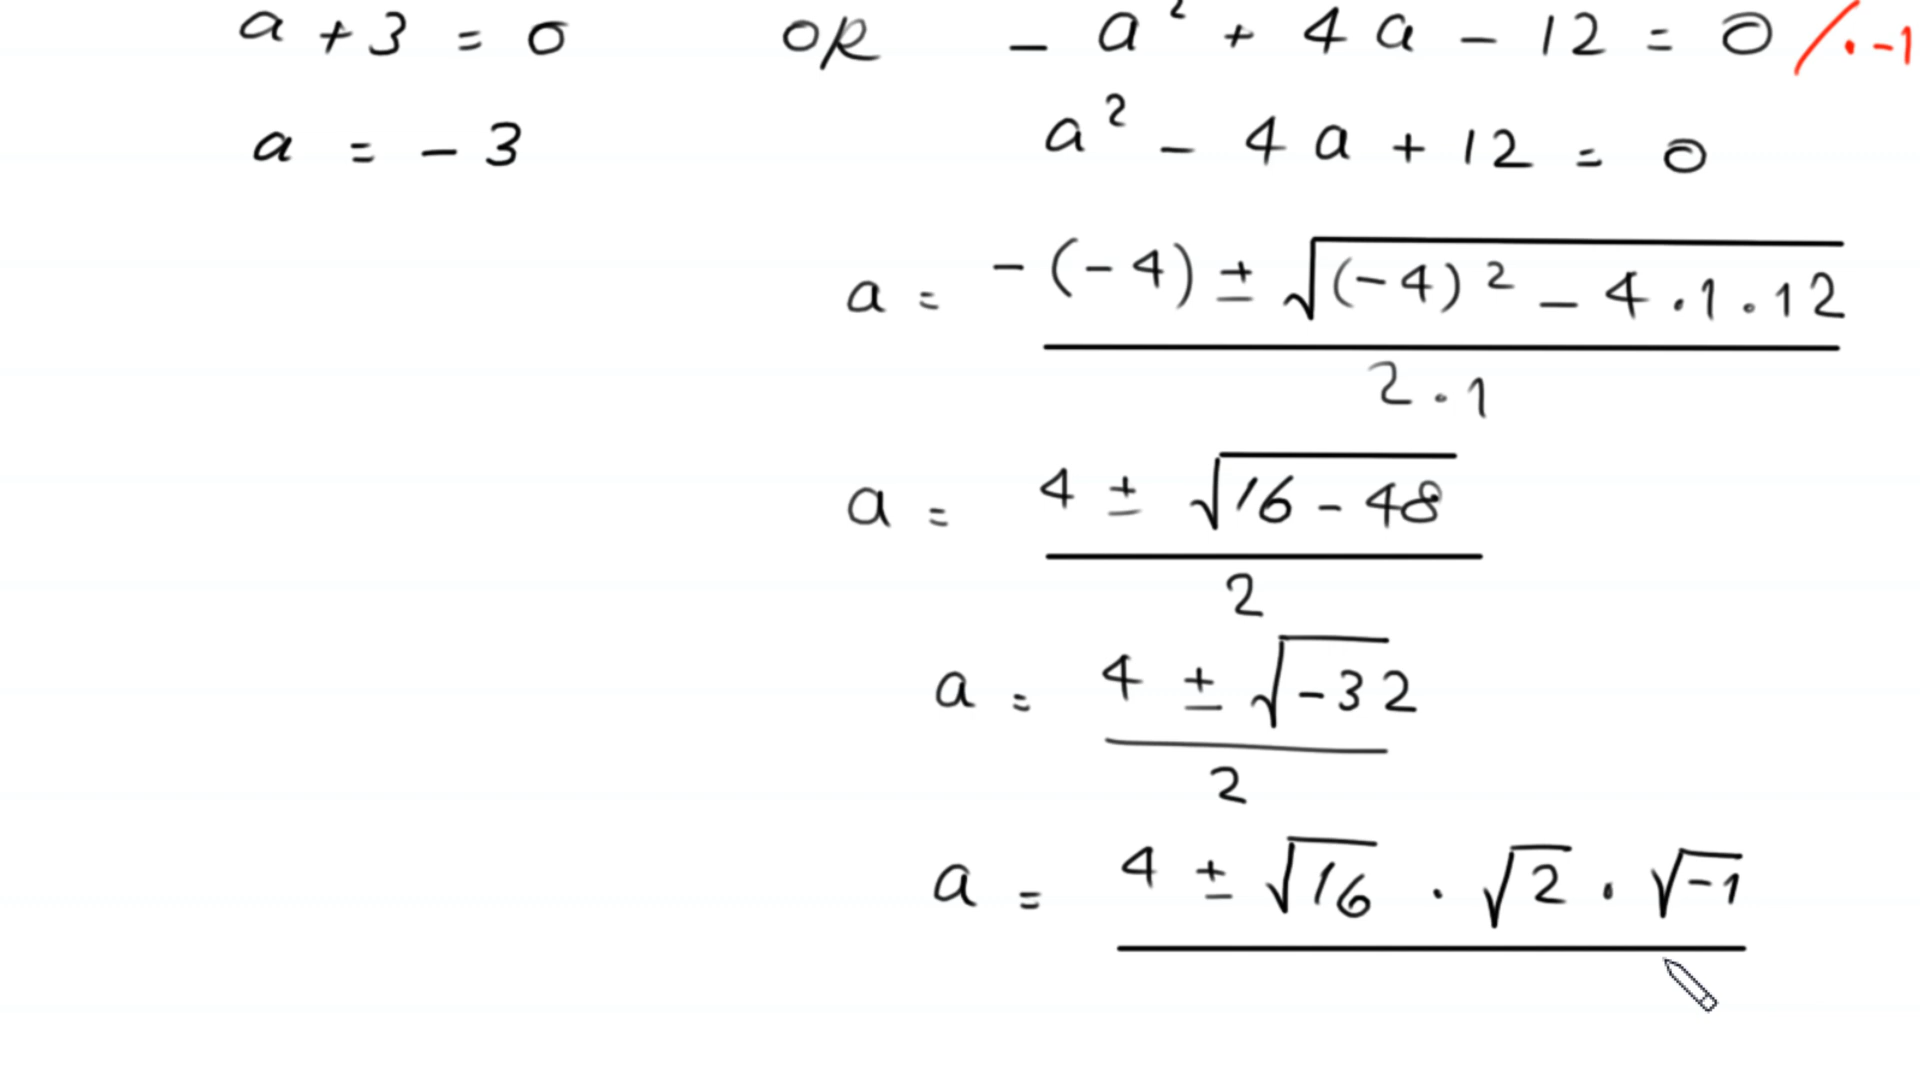 a + 3 = 0 OR - a² + 4a - 12 = 0 / · -1
a = - 3 a² - 4a + 12 = 0
a = -(-4) ± √((-4)² - 4·1·12) / 2·1
a = 4 ± √(16 - 48) / 2
a = 4 ± √(-32) / 2
a = 4 ± √16 · √2 · √-1